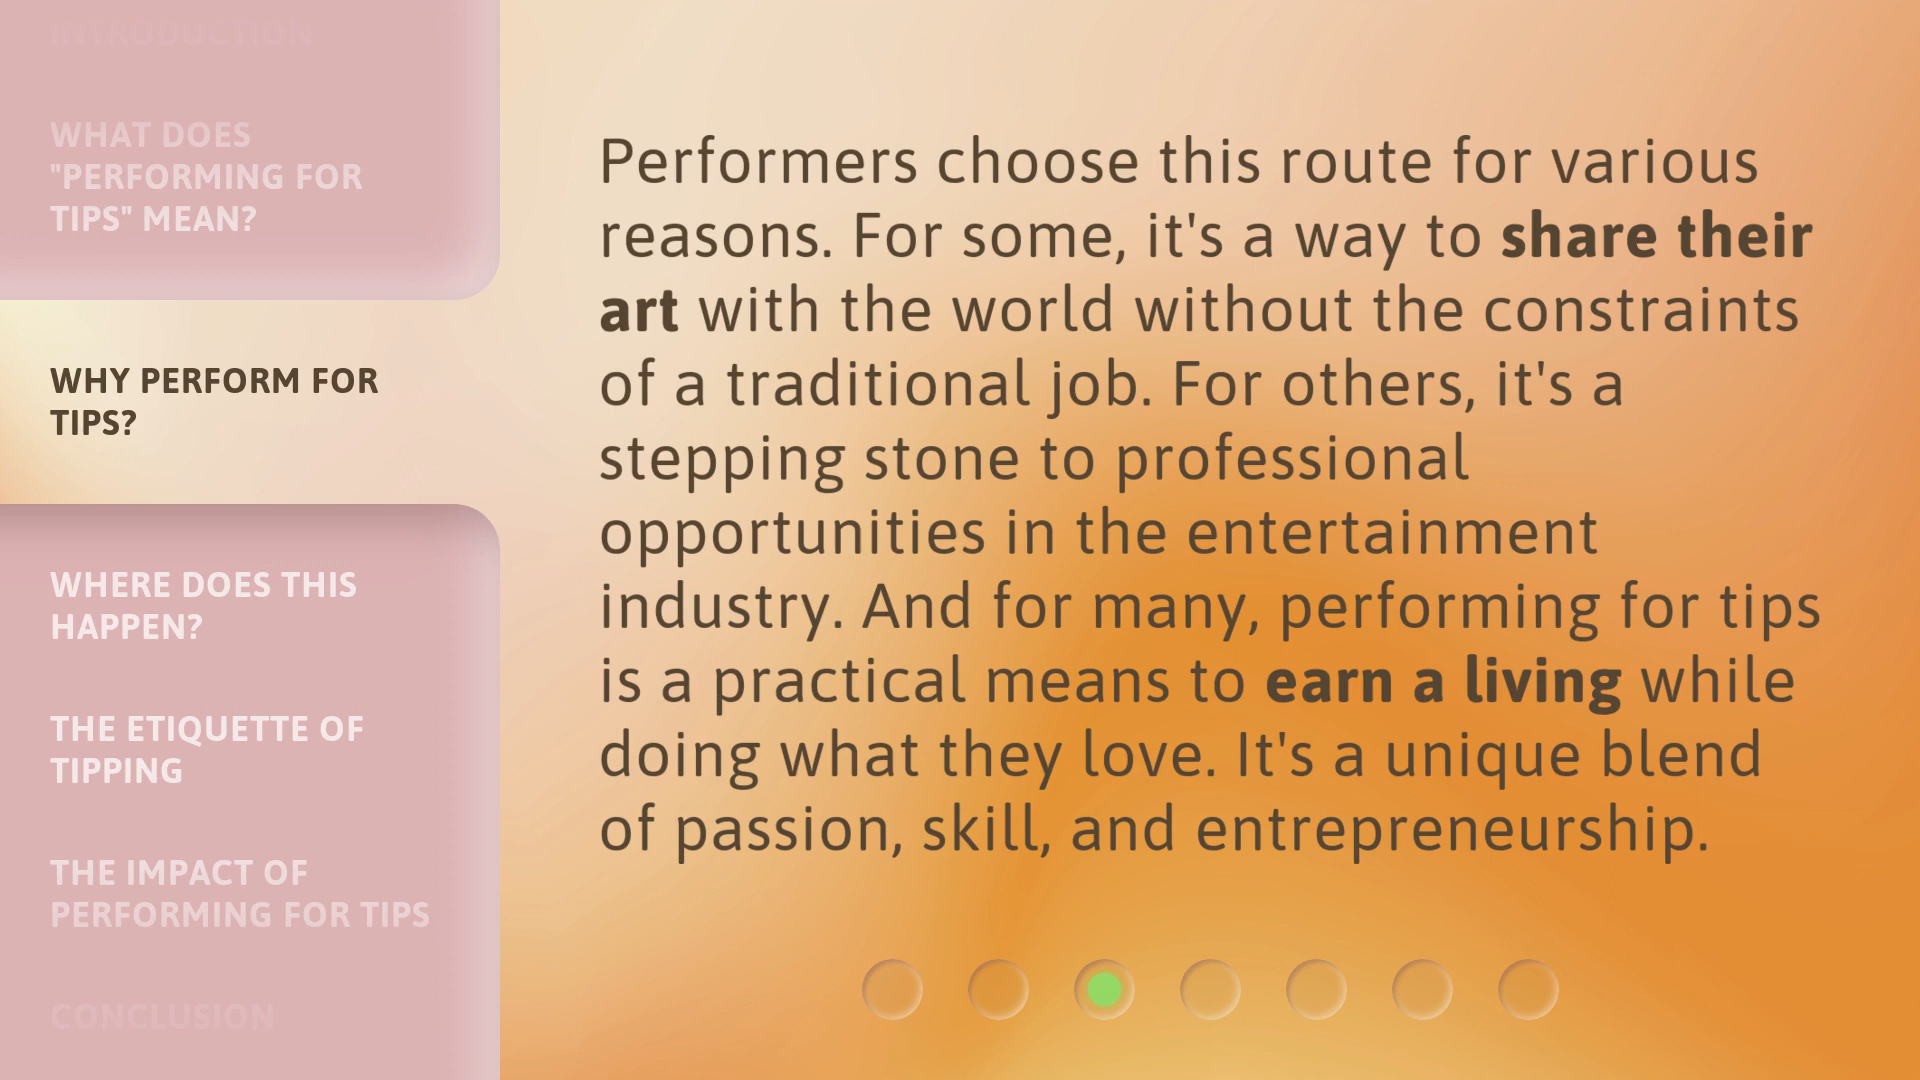 INTRODUCTION
WHAT DOES
"PERFORMING FOR
TIPS" MEAN?
WHY PERFORM FOR
TIPS?
WHERE DOES THIS
HAPPEN?
THE ETIQUETTE OF
TIPPING
THE IMPACT OF
PERFORMING FOR TIPS
CONCLUSION
Performers choose this route for various
reasons. For some, it's a way to share their
art with the world without the constraints
of a traditional job. For others, it's a
stepping stone to professional
opportunities in the entertainment
industry. And for many, performing for tips
is a practical means to earn a living while
doing what they love. It's a unique blend
of passion, skill, and entrepreneurship.